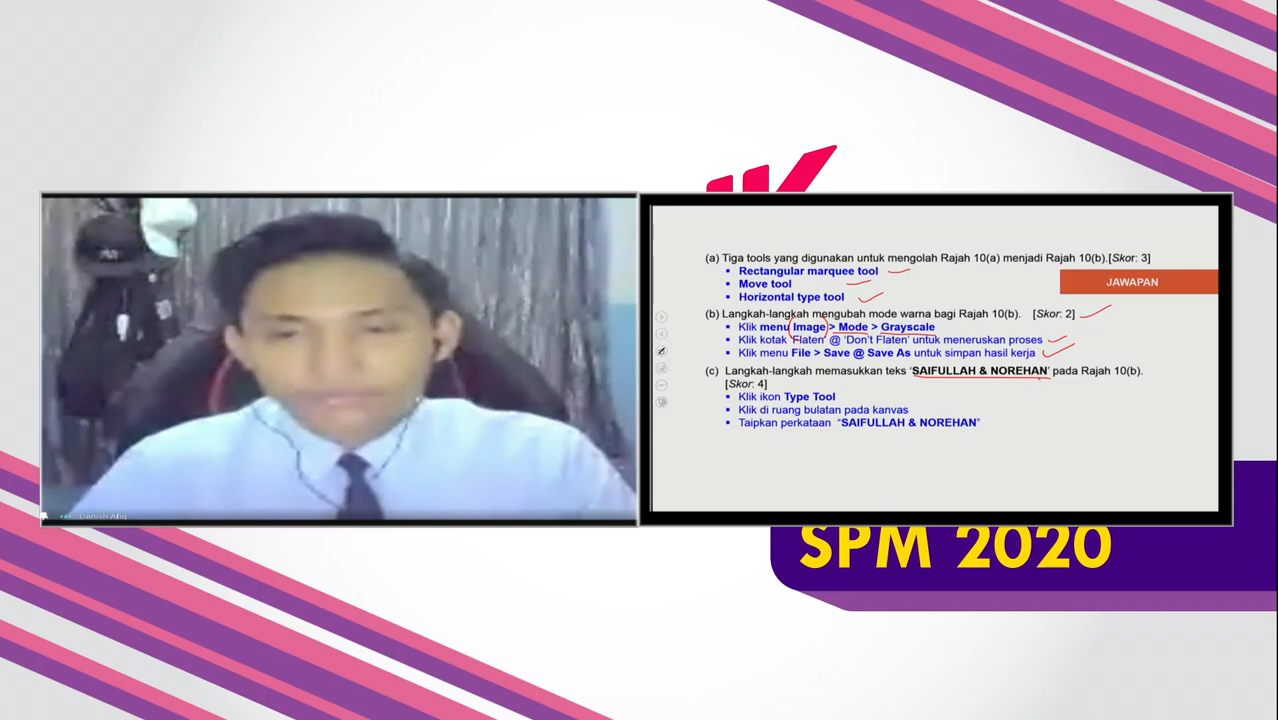 (a) Tiga tools yang digunakan untuk mengolah Rajah 10(a) menjadi Rajah 10(b).[Skor: 3]
▪ Rectangular marquee tool
▪ Move tool
▪ Horizontal type tool
JAWAPAN
(b) Langkah-langkah mengubah mode warna bagi Rajah 10(b). [Skor: 2]
▪ Klik menu Image > Mode > Grayscale
▪ Klik kotak 'Flaten' @ 'Don't Flaten' untuk meneruskan proses
▪ Klik menu File > Save @ Save As untuk simpan hasil kerja
(c) Langkah-langkah memasukkan teks 'SAIFULLAH & NOREHAN' pada Rajah 10(b).
[Skor: 4]
▪ Klik ikon Type Tool
▪ Klik di ruang bulatan pada kanvas
▪ Taipkan perkataan "SAIFULLAH & NOREHAN"
Danish Afiq
SPM 2020